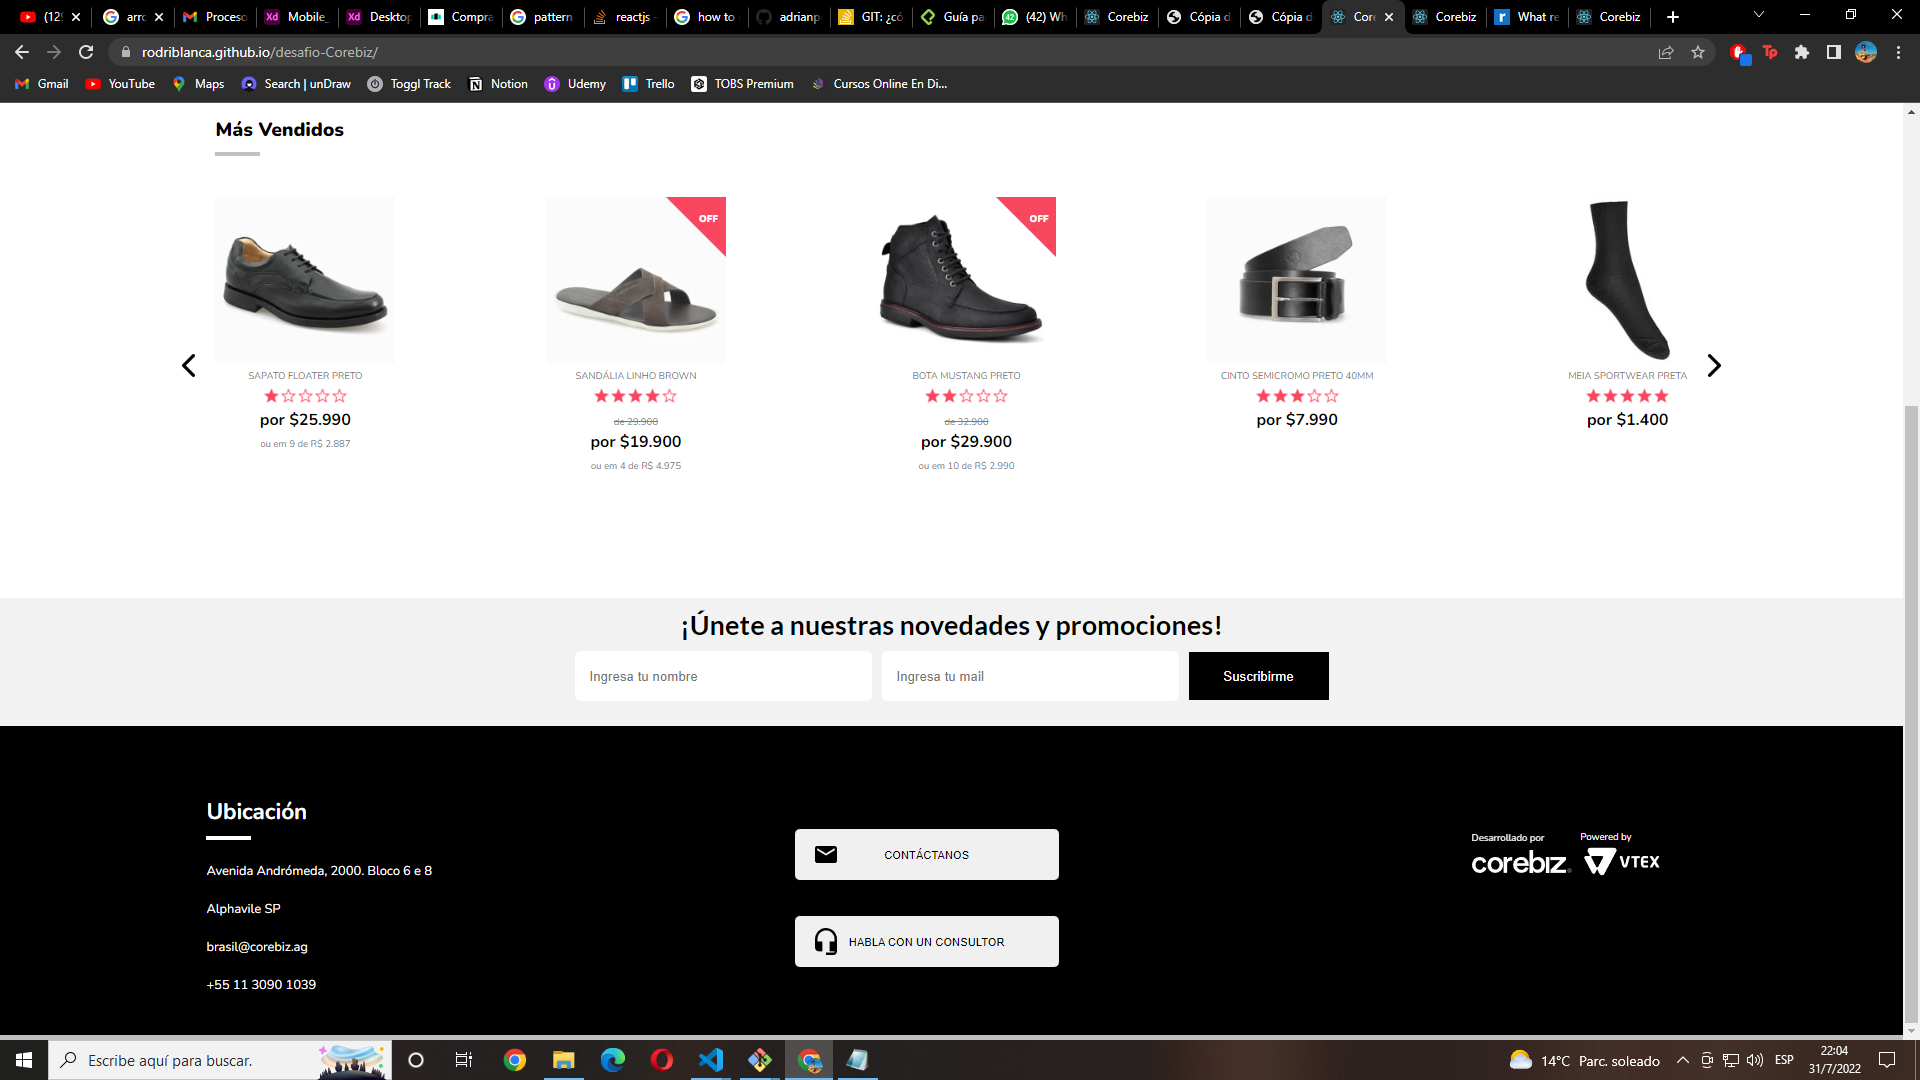 (125
arro
Proceso
Mobile_
Desktop
Compra
pattern
reactjs -
how to
adrianp
GIT: ¿có
Guía pa
(42) Wh
Corebiz
Cópia d
Cópia d
Core
Corebiz
What re
Corebiz
rodriblanca.github.io/desafio-Corebiz/
Gmail
YouTube
Maps
Search | unDraw
Toggl Track
Notion
Udemy
Trello
TOBS Premium
Cursos Online En Di...
Más Vendidos
OFF
OFF
SAPATO FLOATER PRETO
por $25.990
ou em 9 de R$ 2.887
SANDÁLIA LINHO BROWN
de 29.900
por $19.900
ou em 4 de R$ 4.975
BOTA MUSTANG PRETO
de 32.900
por $29.900
ou em 10 de R$ 2.990
CINTO SEMICROMO PRETO 40MM
por $7.990
MEIA SPORTWEAR PRETA
por $1.400
¡Únete a nuestras novedades y promociones!
Ingresa tu nombre
Ingresa tu mail
Suscribirme
Ubicación
Avenida Andrómeda, 2000. Bloco 6 e 8
Alphavile SP
brasil@corebiz.ag
+55 11 3090 1039
CONTÁCTANOS
HABLA CON UN CONSULTOR
Desarrollado por
corebiz
Powered by
VTEX
Escribe aquí para buscar.
14°C Parc. soleado
ESP
22:04
31/7/2022